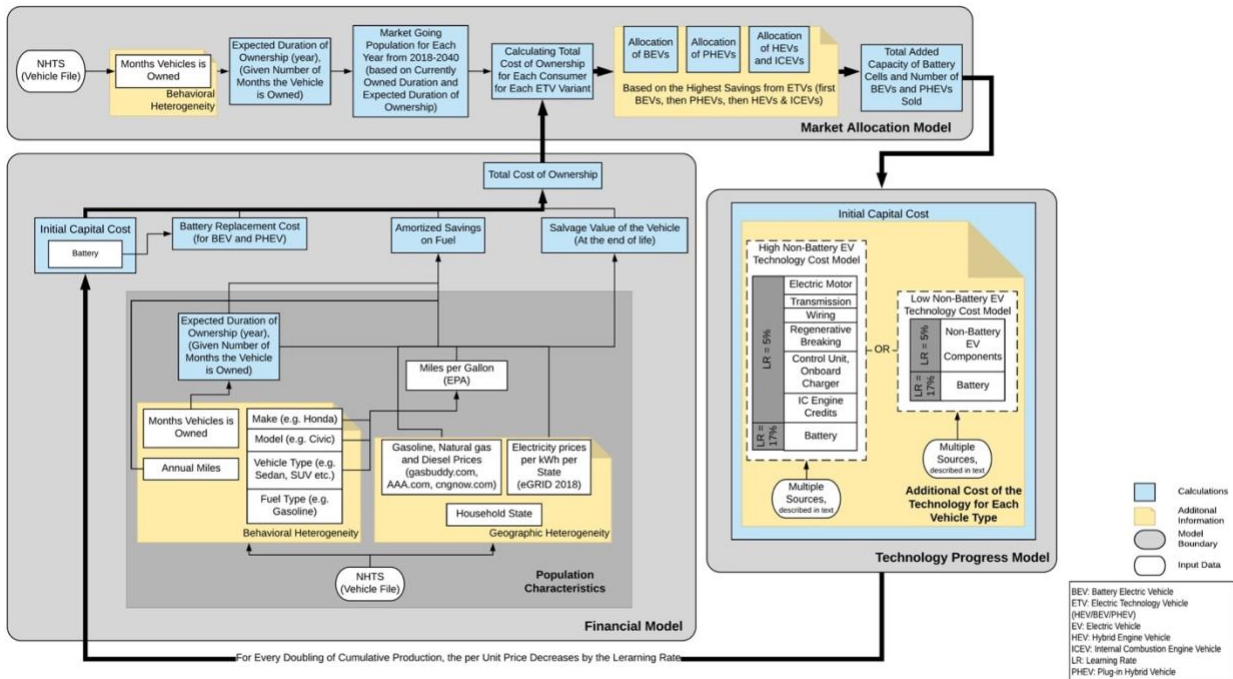 NHTS
(Vehicle File)
Months Vehicles is
Owned
Behavioral
Heterogeneity
Expected Duration of
Ownership (year),
(Given Number of
Months the Vehicle
is Owned)
Market Going
Population for Each
Year from 2018-2040
(based on Currently
Owned Duration and
Expected Duration of
Ownership)
Calculating Total
Cost of Ownership
for Each Consumer
for Each ETV Variant
Allocation
of BEVs
Allocation
of PHEVs
Allocation
of HEVs
and ICEVs
Based on the Highest Savings from ETVs (first
BEVs, then PHEVs, then HEVs & ICEVs)
Total Added
Capacity of Battery
Cells and Number of
BEVs and PHEVs
Sold
Market Allocation Model
Total Cost of Ownership
Initial Capital Cost
Battery
Battery Replacement Cost
(for BEV and PHEV)
Amortized Savings
on Fuel
Salvage Value of the Vehicle
(At the end of life)
Expected Duration of
Ownership (year),
(Given Number of
Months the Vehicle
is Owned)
Miles per Gallon
(EPA)
Months Vehicles is
Owned
Annual Miles
Make (e.g. Honda)
Model (e.g. Civic)
Vehicle Type (e.g.
Sedan, SUV etc.)
Fuel Type (e.g.
Gasoline)
Behavioral Heterogeneity
Gasoline, Natural gas
and Diesel Prices
(gasbuddy.com,
AAA.com, cngnow.com)
Electricity prices
per kWh per
State
(eGRID 2018)
Household State
Geographic Heterogeneity
NHTS
(Vehicle File)
Population
Characteristics
Financial Model
Initial Capital Cost
High Non-Battery EV
Technology Cost Model
LR = 5%
Electric Motor
Transmission
Wiring
Regenerative
Breaking
Control Unit,
Onboard
Charger
IC Engine
Credits
LR =
17%
Battery
Multiple
Sources,
described in text
OR
Low Non-Battery EV
Technology Cost Model
LR = 5%
Non-Battery
EV
Components
LR =
17%
Battery
Multiple
Sources,
described in text
Additional Cost of the
Technology for Each
Vehicle Type
Technology Progress Model
For Every Doubling of Cumulative Production, the per Unit Price Decreases by the Lerarning Rate
Calculations
Additonal
Information
Model
Boundary
Input Data
BEV: Battery Electric Vehicle
ETV: Electric Technology Vehicle
(HEV/BEV/PHEV)
EV: Electric Vehicle
HEV: Hybrid Engine Vehicle
ICEV: Internal Combustion Engine Vehicle
LR: Learning Rate
PHEV: Plug-in Hybrid Vehicle